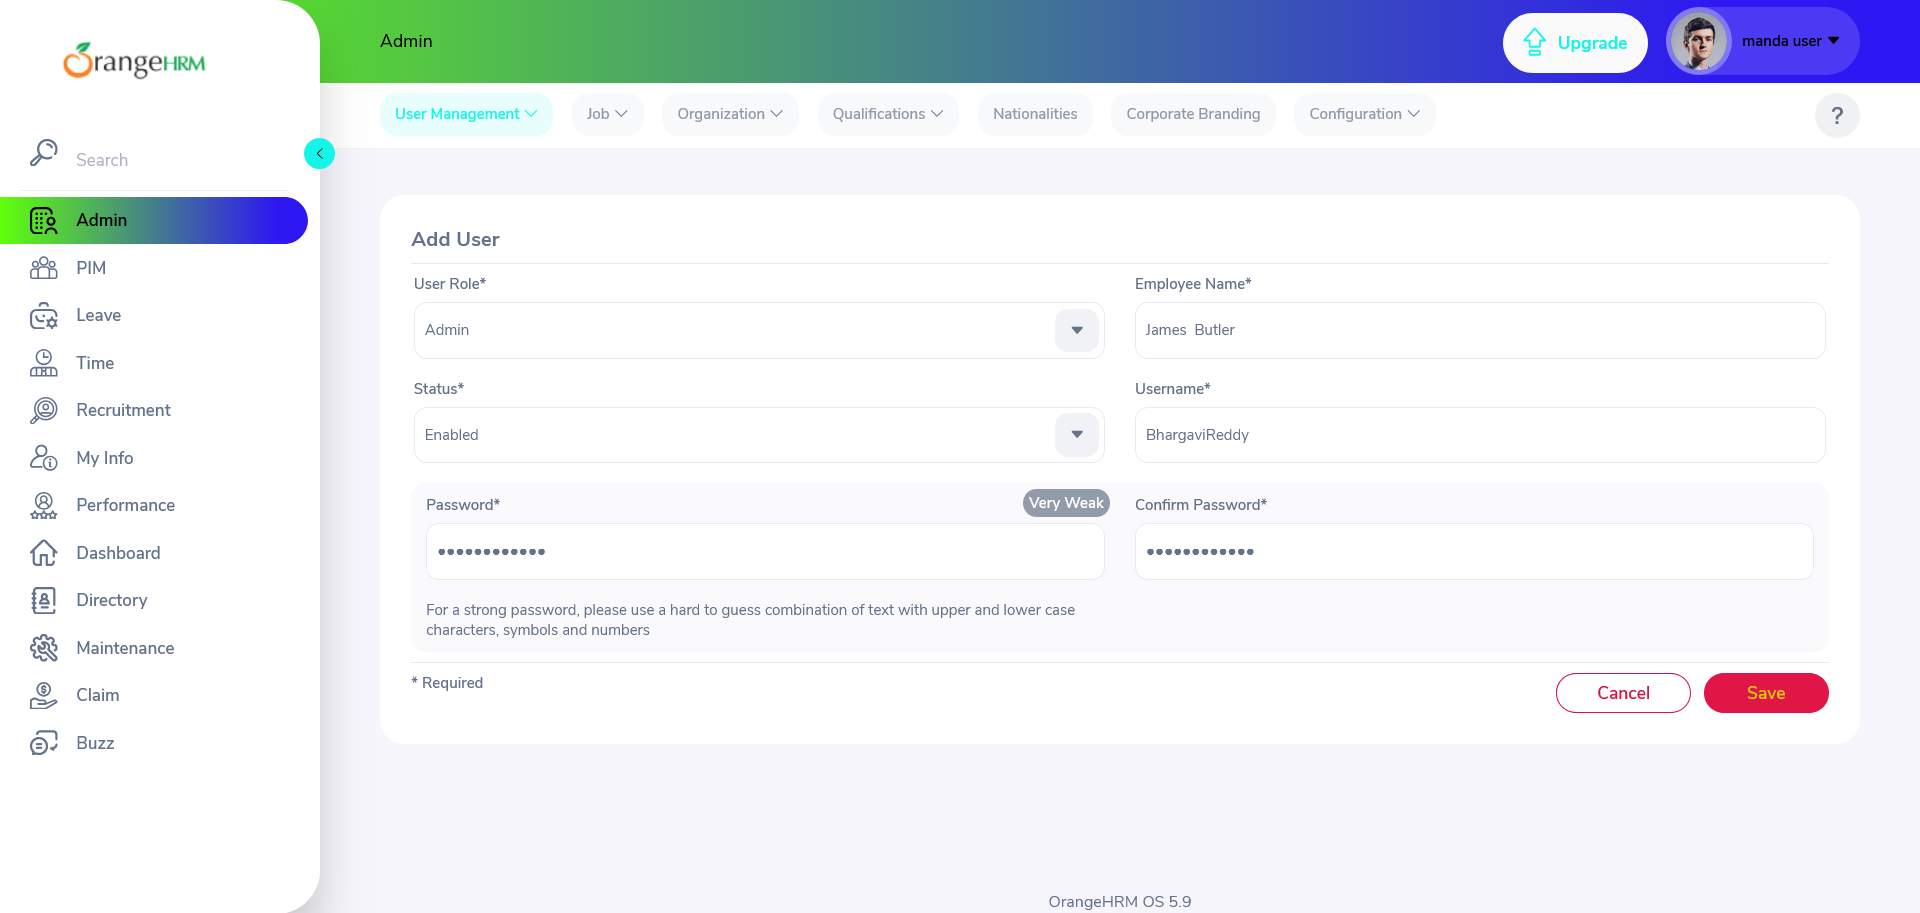 OrangeHRM
Search
Admin
PIM
Leave
Time
Recruitment
My Info
Performance
Dashboard
Directory
Maintenance
Claim
Buzz
Admin
Upgrade
manda user
User Management
Job
Organization
Qualifications
Nationalities
Corporate Branding
Configuration
?
Add User
User Role*
Employee Name*
Admin
James  Butler
Status*
Username*
Enabled
BhargaviReddy
Password*
Very Weak
Confirm Password*
••••••••••••
••••••••••••
For a strong password, please use a hard to guess combination of text with upper and lower case
characters, symbols and numbers
* Required
Cancel
Save
OrangeHRM OS 5.9